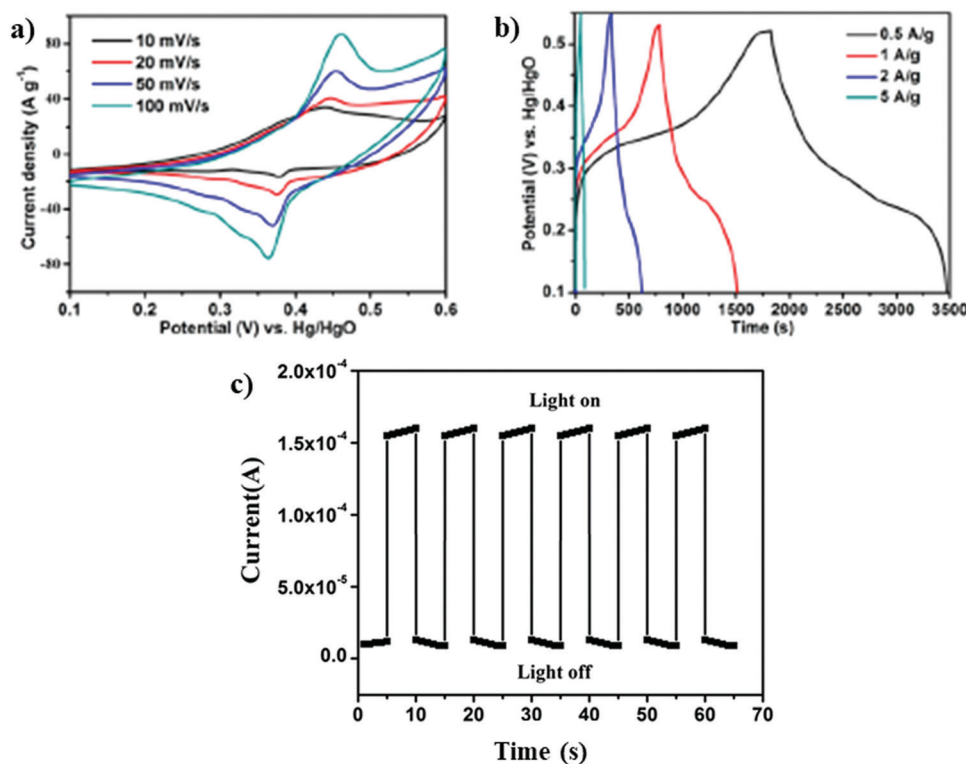 a)
10 mV/s
20 mV/s
50 mV/s
100 mV/s
Current density (A g⁻¹)
80
40
0
-40
-80
0.1 0.2 0.3 0.4 0.5 0.6
Potential (V) vs. Hg/HgO
b)
0.5 A/g
1 A/g
2 A/g
5 A/g
Potential (V) vs. Hg/HgO
0.5
0.4
0.3
0.2
0.1
0 500 1000 1500 2000 2500 3000 3500
Time (s)
c)
Light on
Light off
Current(A)
2.0x10⁻⁴
1.5x10⁻⁴
1.0x10⁻⁴
5.0x10⁻⁵
0.0
0 10 20 30 40 50 60 70
Time (s)